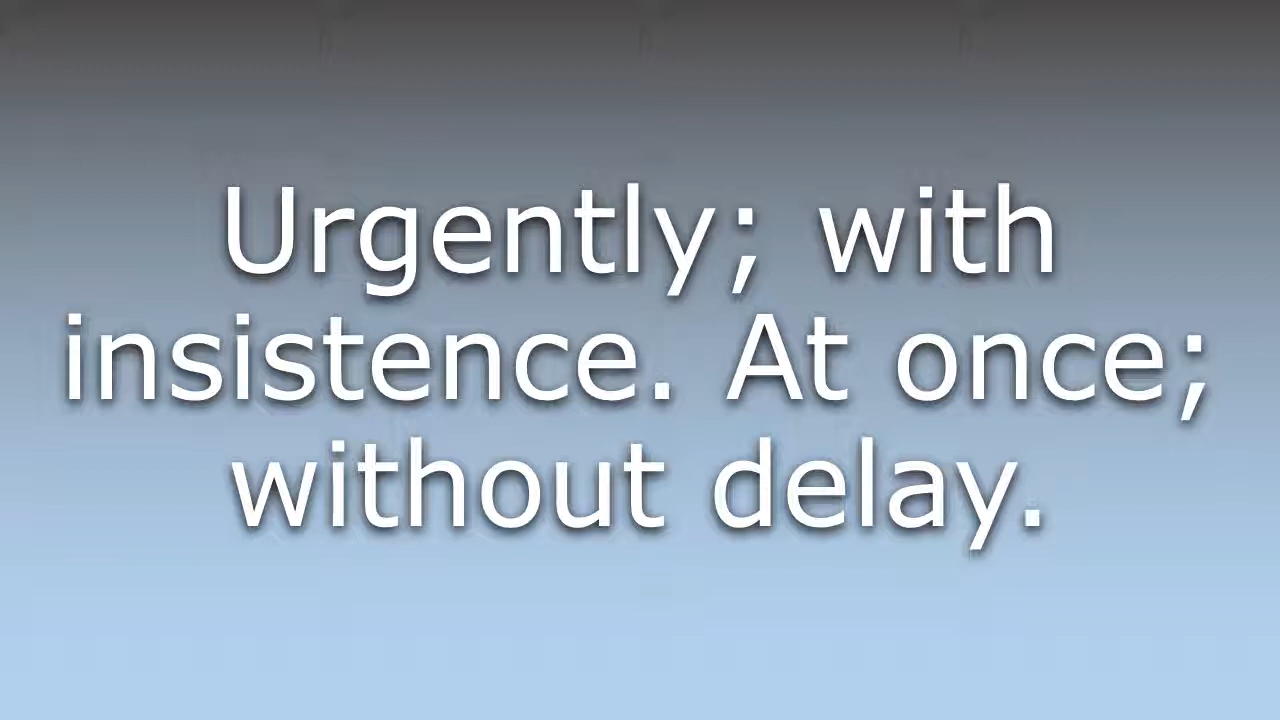 Urgently; with
insistence. At once;
without delay.